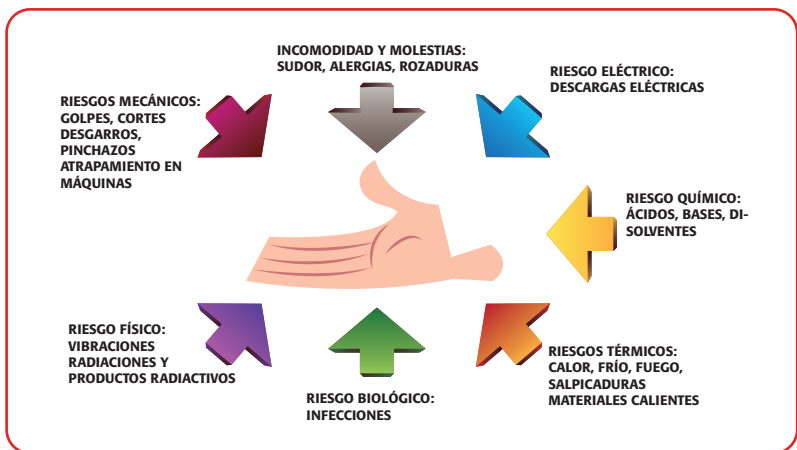 INCOMODIDAD Y MOLESTIAS:
SUDOR, ALERGIAS, ROZADURAS
RIESGO ELÉCTRICO:
DESCARGAS ELÉCTRICAS
RIESGOS MECÁNICOS:
GOLPES, CORTES
DESGARROS,
PINCHAZOS
ATRAPAMIENTO EN
MÁQUINAS
RIESGO QUÍMICO:
ÁCIDOS, BASES, DI-
SOLVENTES
RIESGO FÍSICO:
VIBRACIONES
RADIACIONES Y
PRODUCTOS RADIACTIVOS
RIESGOS TÉRMICOS:
CALOR, FRÍO, FUEGO,
SALPICADURAS
MATERIALES CALIENTES
RIESGO BIOLÓGICO:
INFECCIONES